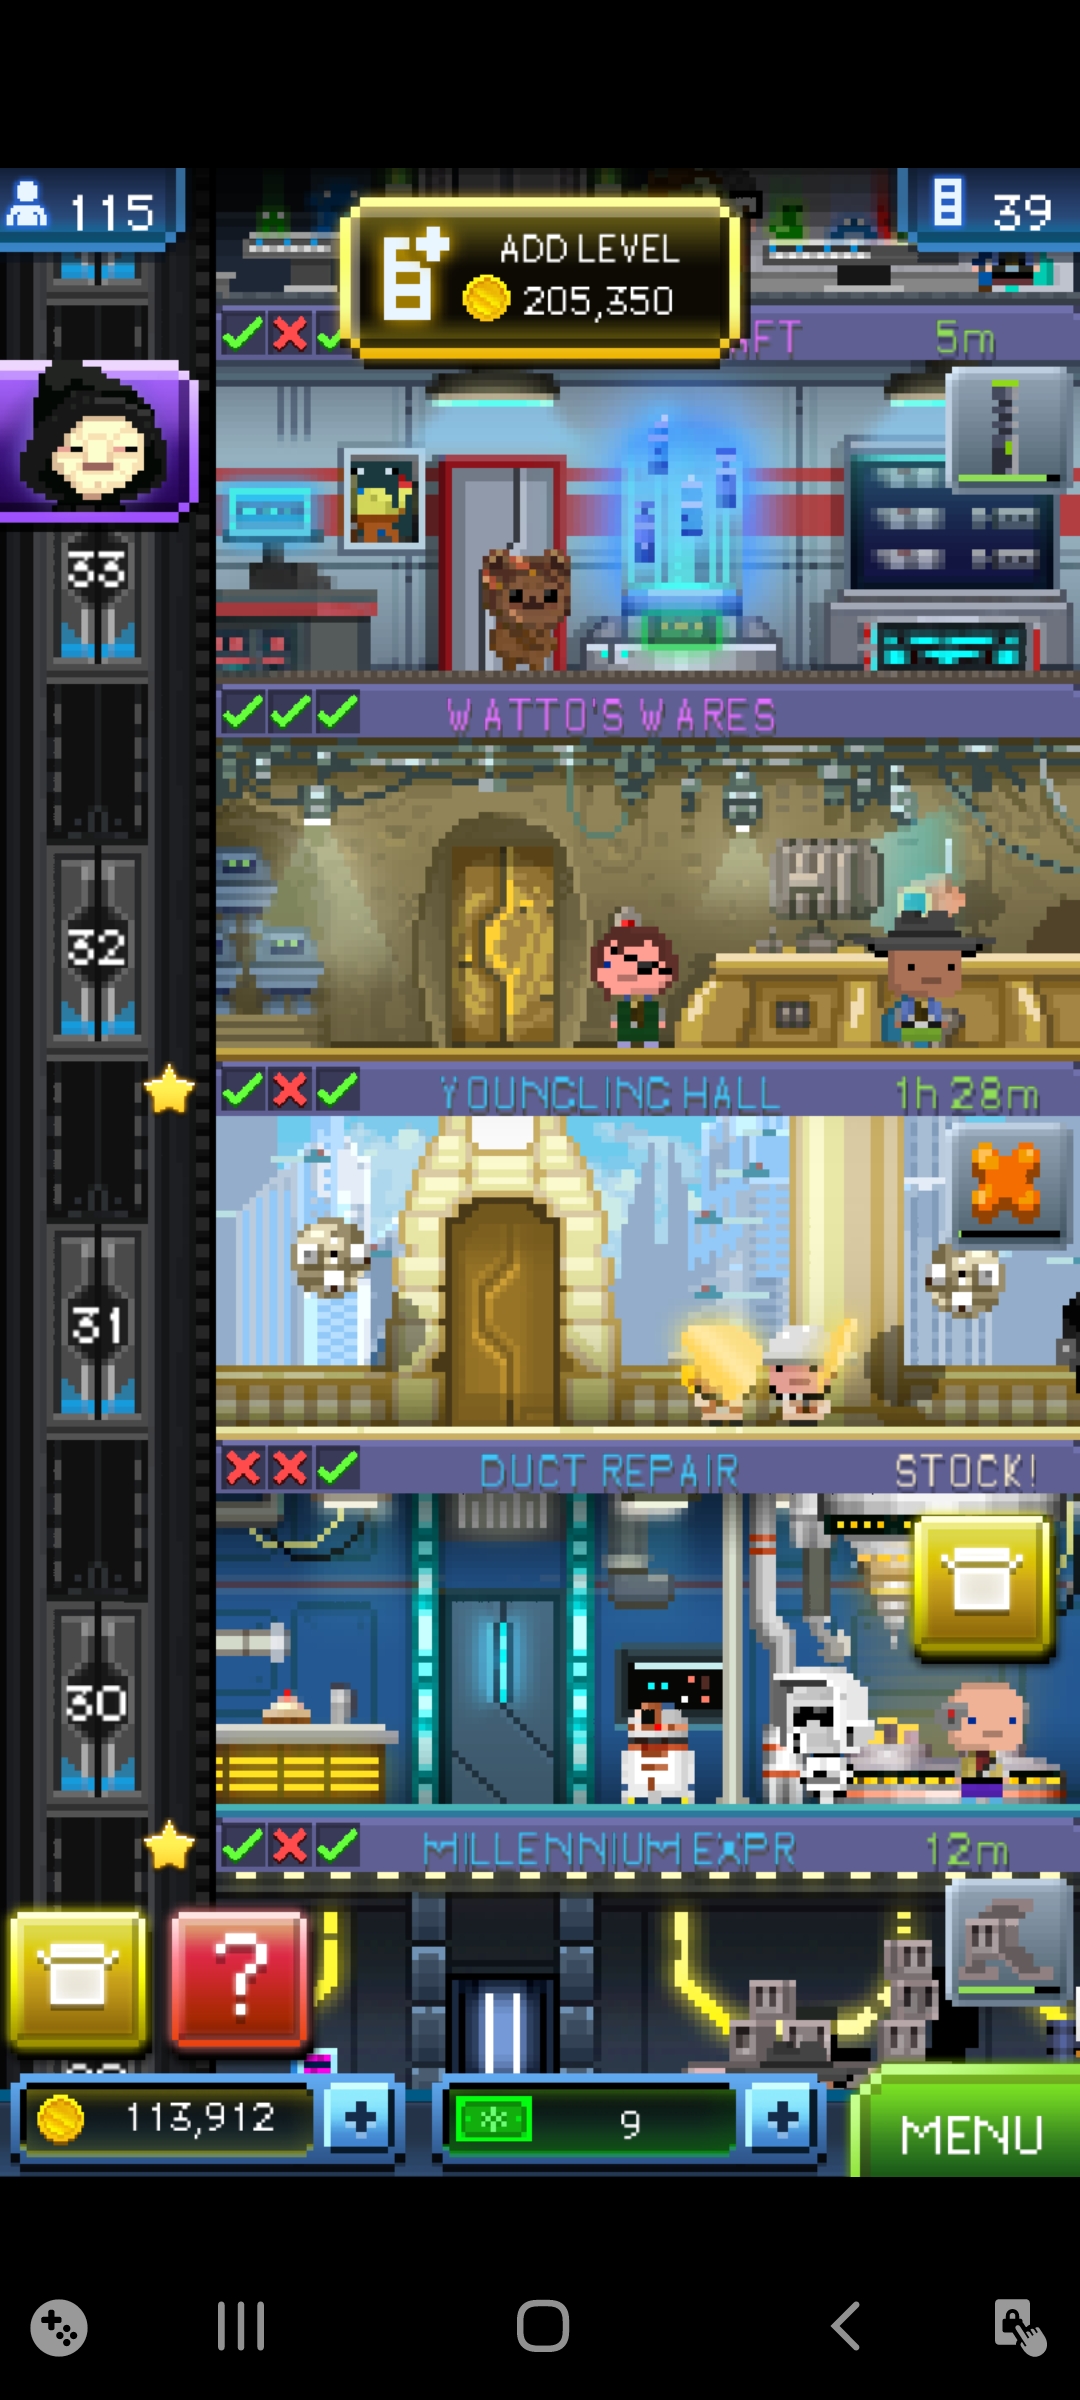 115
39
ADD LEVEL
205,350
FT
5m
33
WATTO'S WARES
32
YOUNGLING HALL
1h 28m
31
DUCT REPAIR
STOCK!
30
MILLENNIUM EXPR
12m
?
113,912
9
MENU